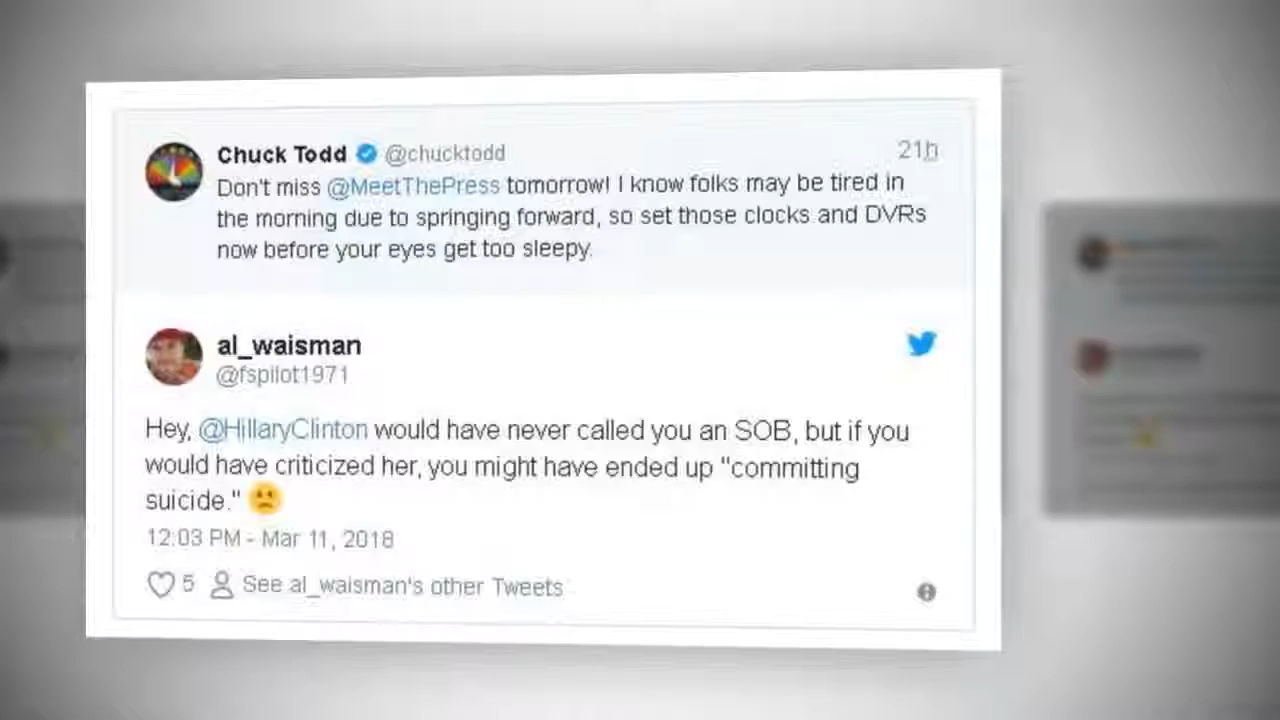 Chuck Todd @chucktodd 21h
Don't miss @MeetThePress tomorrow! I know folks may be tired in
the morning due to springing forward, so set those clocks and DVRs
now before your eyes get too sleepy.
al_waisman
@fspilot1971
Hey, @HillaryClinton would have never called you an SOB, but if you
would have criticized her, you might have ended up "committing
suicide."
12:03 PM - Mar 11, 2018
5 See al_waisman's other Tweets